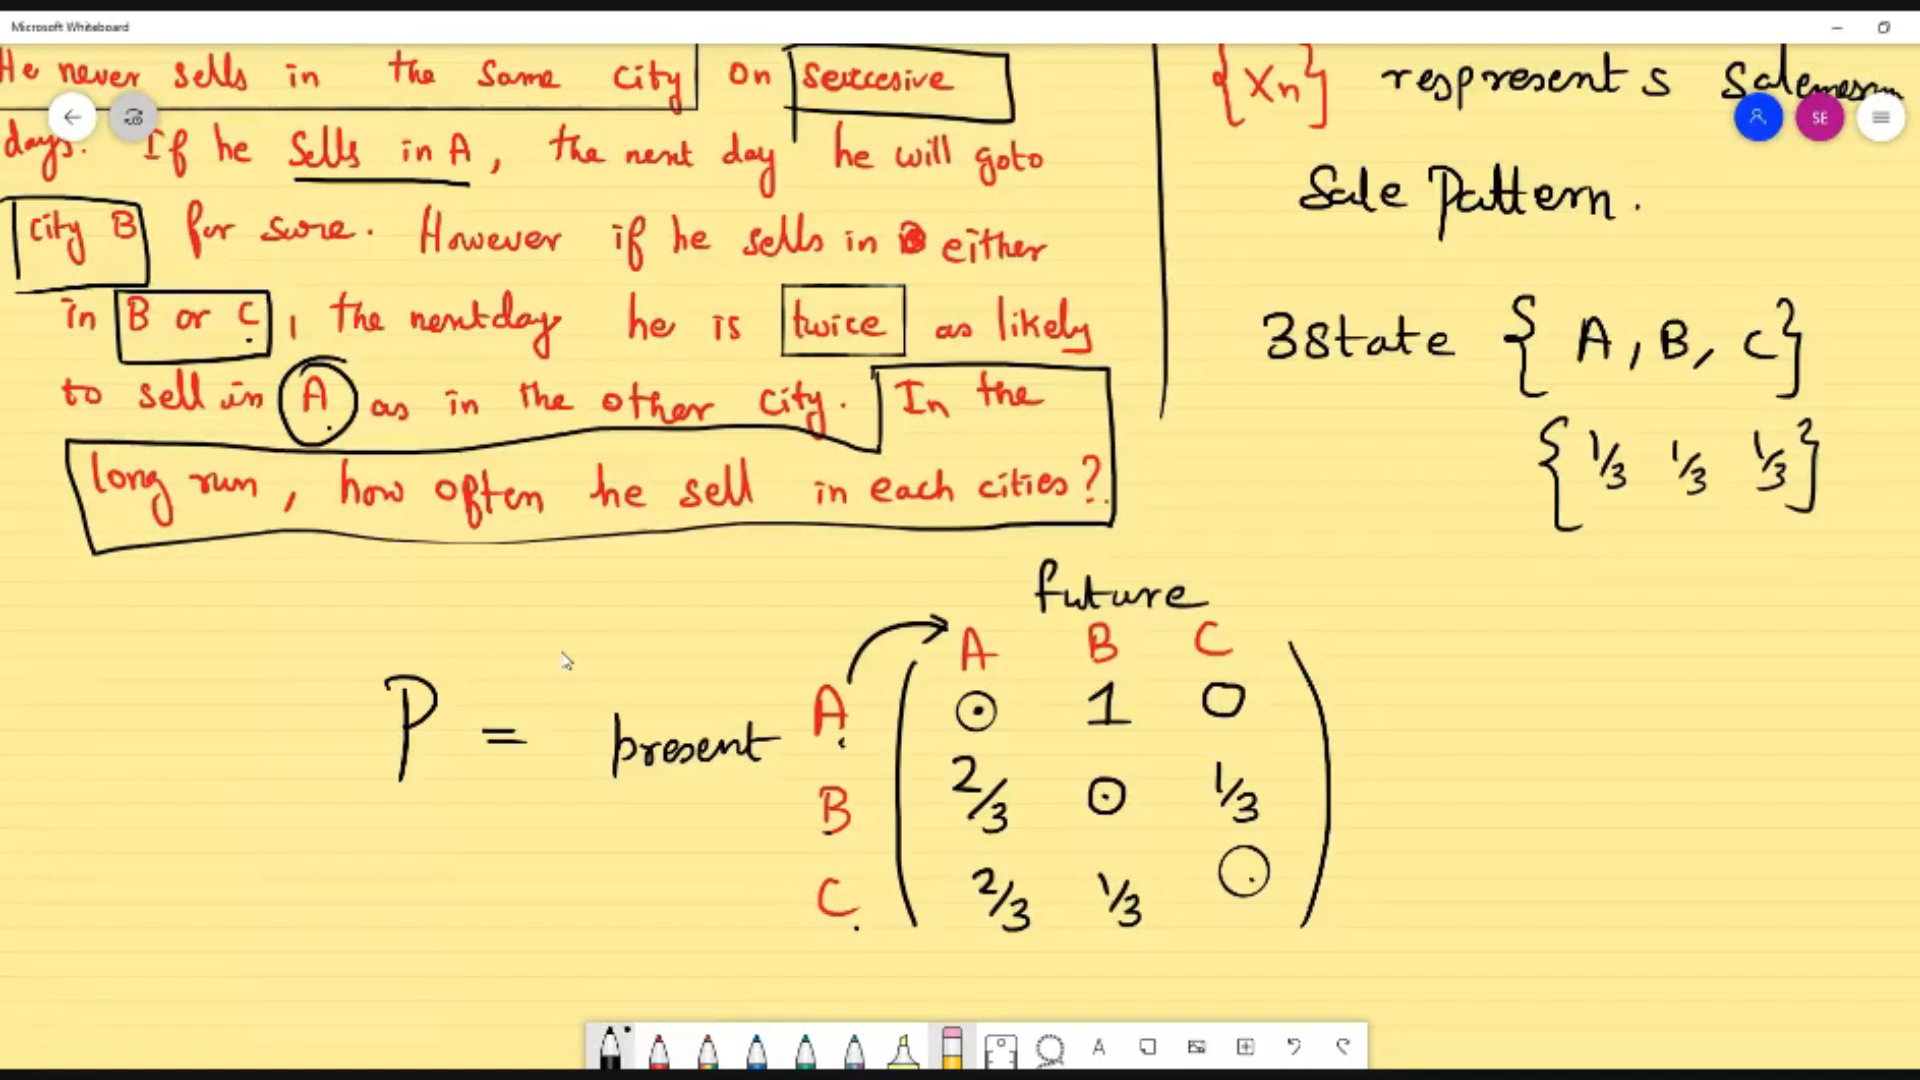 Microsoft Whiteboard
He never sells in the same city on succesive
days. If he sells in A, the next day he will goto
city B for sure. However if he sells in either
in B or C, the nextday he is twice as likely
to sell in A as in the other city. In the
long run, how often he sell in each cities?
{Xn} respresents Salemesan
SE
Sale Pattern.
3State { A, B, C}
{ 1/3 1/3 1/3 }
future
A B C
P = present A 0 1 0
B 2/3 0 1/3
C 2/3 1/3 0
A